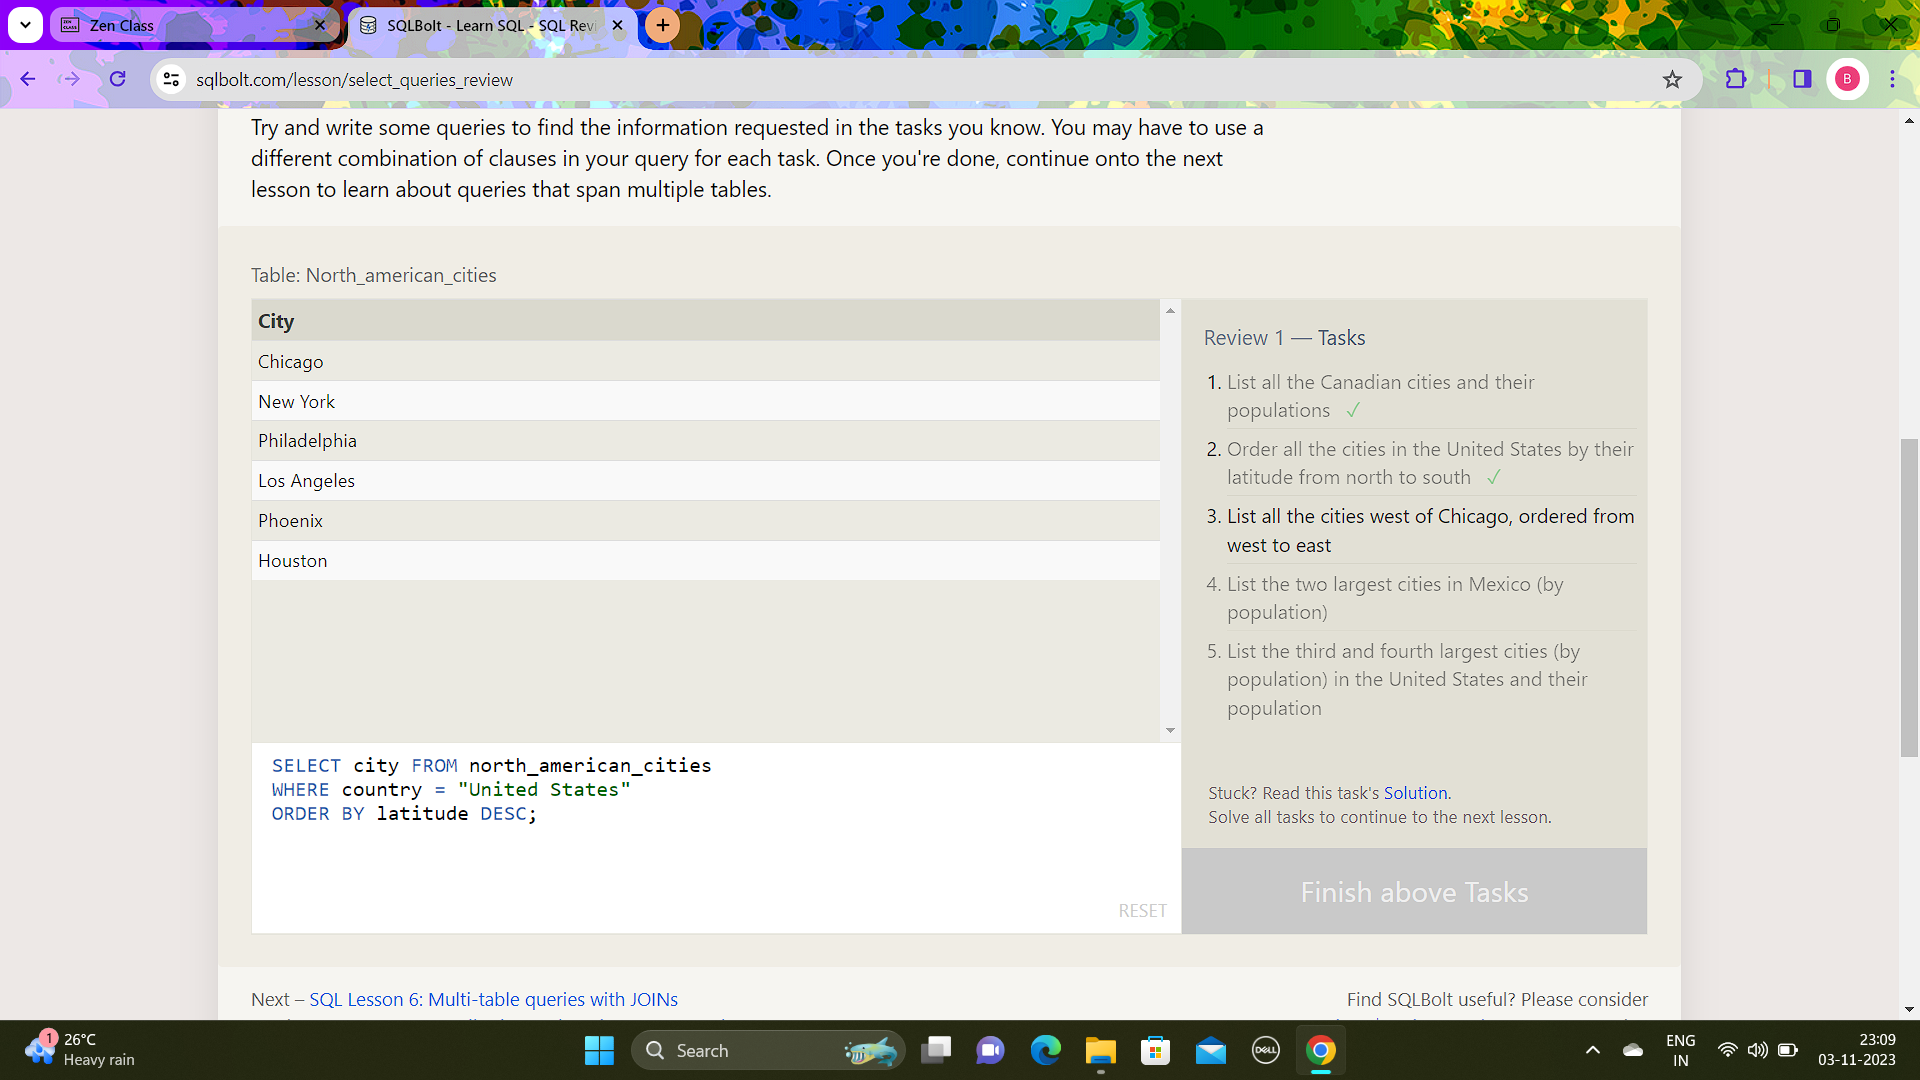 Zen Class
SQLBolt - Learn SQL - SQL Revi
sqlbolt.com/lesson/select_queries_review
B
Try and write some queries to find the information requested in the tasks you know. You may have to use a
different combination of clauses in your query for each task. Once you're done, continue onto the next
lesson to learn about queries that span multiple tables.
Table: North_american_cities
City
Chicago
New York
Philadelphia
Los Angeles
Phoenix
Houston
SELECT city FROM north_american_cities
WHERE country = "United States"
ORDER BY latitude DESC;
RESET
Review 1 — Tasks
1. List all the Canadian cities and their
populations ✓
2. Order all the cities in the United States by their
latitude from north to south ✓
3. List all the cities west of Chicago, ordered from
west to east
4. List the two largest cities in Mexico (by
population)
5. List the third and fourth largest cities (by
population) in the United States and their
population
Stuck? Read this task's Solution.
Solve all tasks to continue to the next lesson.
Finish above Tasks
Next – SQL Lesson 6: Multi-table queries with JOINs
Find SQLBolt useful? Please consider
1
26°C
Heavy rain
Search
DELL
ENG
IN
23:09
03-11-2023